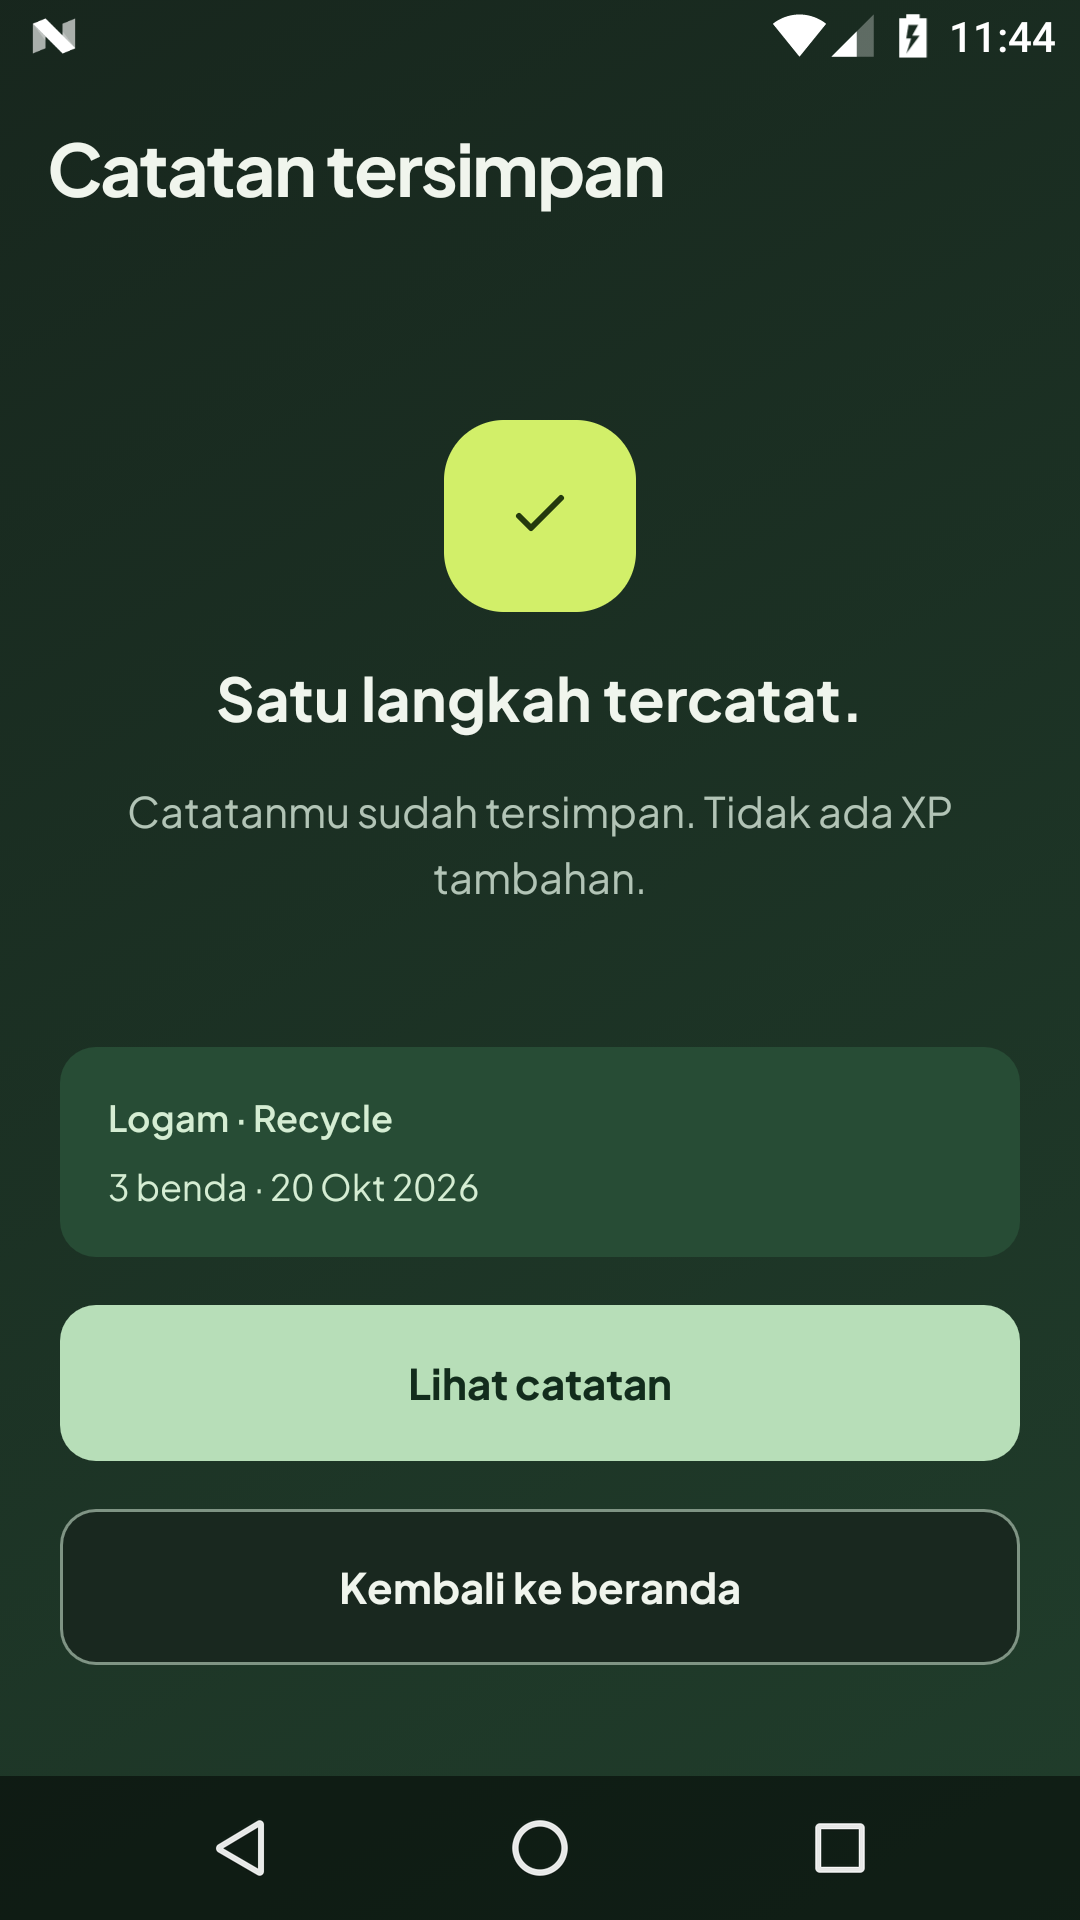 11:44
Catatan tersimpan
Satu langkah tercatat.
Catatanmu sudah tersimpan. Tidak ada XP
tambahan.
Logam · Recycle
3 benda · 20 Okt 2026
Lihat catatan
Kembali ke beranda